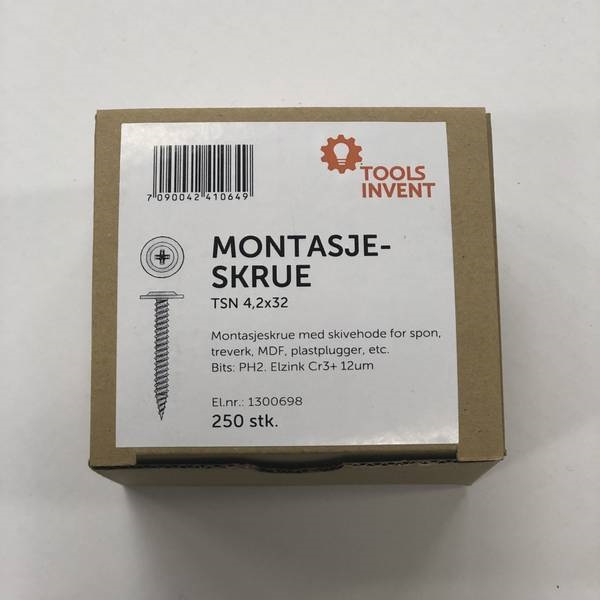 7 090042 410649
TOOLS
INVENT
MONTASJE-
SKRUE
TSN 4,2x32
Montasjeskrue med skivehode for spon,
treverk, MDF, plastplugger, etc.
Bits: PH2. Elzink Cr3+ 12um
El.nr.: 1300698
250 stk.